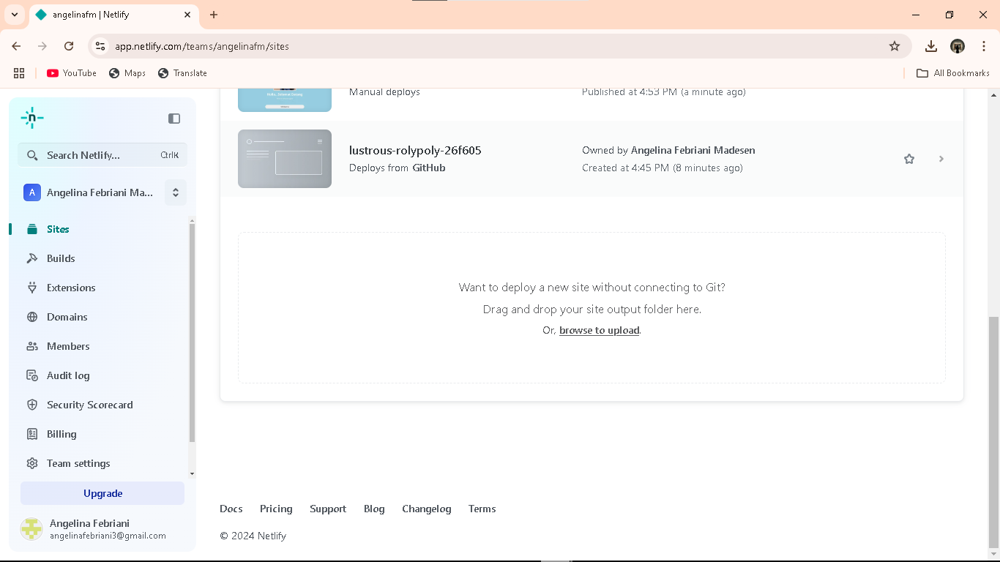 angelinafm | Netlify
app.netlify.com/teams/angelinafm/sites
YouTube
Maps
Translate
All Bookmarks
n
Search Netlify...
CtrlK
A
Angelina Febriani Ma...
Sites
Builds
Extensions
Domains
Members
Audit log
Security Scorecard
Billing
Team settings
Upgrade
Angelina Febriani
angelinafebriani3@gmail.com
Manual deploys
Published at 4:53 PM (a minute ago)
lustrous-rolypoly-26f605
Deploys from GitHub
Owned by Angelina Febriani Madesen
Created at 4:45 PM (8 minutes ago)
Want to deploy a new site without connecting to Git?
Drag and drop your site output folder here.
Or, browse to upload.
Docs
Pricing
Support
Blog
Changelog
Terms
© 2024 Netlify